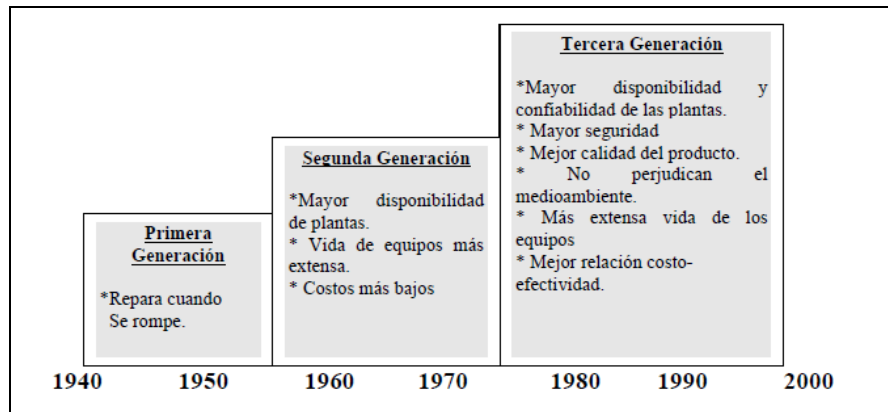 Tercera Generación
*Mayor disponibilidad y
confiabilidad de las plantas.
* Mayor seguridad
* Mejor calidad del producto.
* No perjudican el
medioambiente.
* Más extensa vida de los
equipos
* Mejor relación costo-
efectividad.
Segunda Generación
*Mayor disponibilidad
de plantas.
* Vida de equipos más
extensa.
* Costos más bajos
Primera
Generación
*Repara cuando
Se rompe.
1940 1950 1960 1970 1980 1990 2000